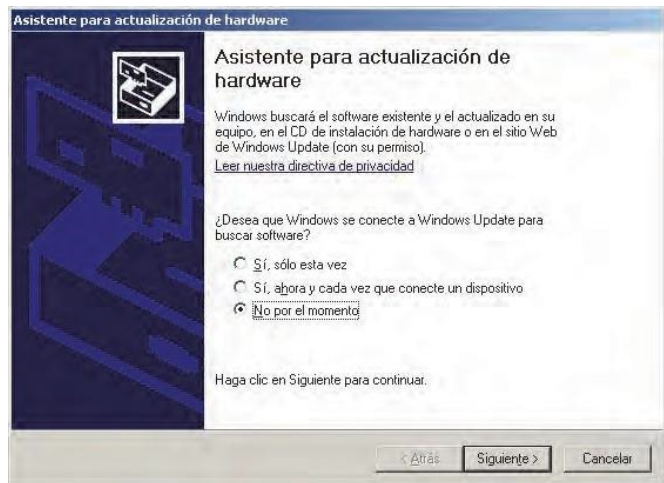 Asistente para actualización de hardware
Asistente para actualización de
hardware
Windows buscará el software existente y el actualizado en su
equipo, en el CD de instalación de hardware o en el sitio Web
de Windows Update (con su permiso).
Leer nuestra directiva de privacidad
¿Desea que Windows se conecte a Windows Update para
buscar software?
Sí, sólo esta vez
Sí, ahora y cada vez que conecte un dispositivo
No por el momento
Haga clic en Siguiente para continuar.
< Atrás Siguiente > Cancelar